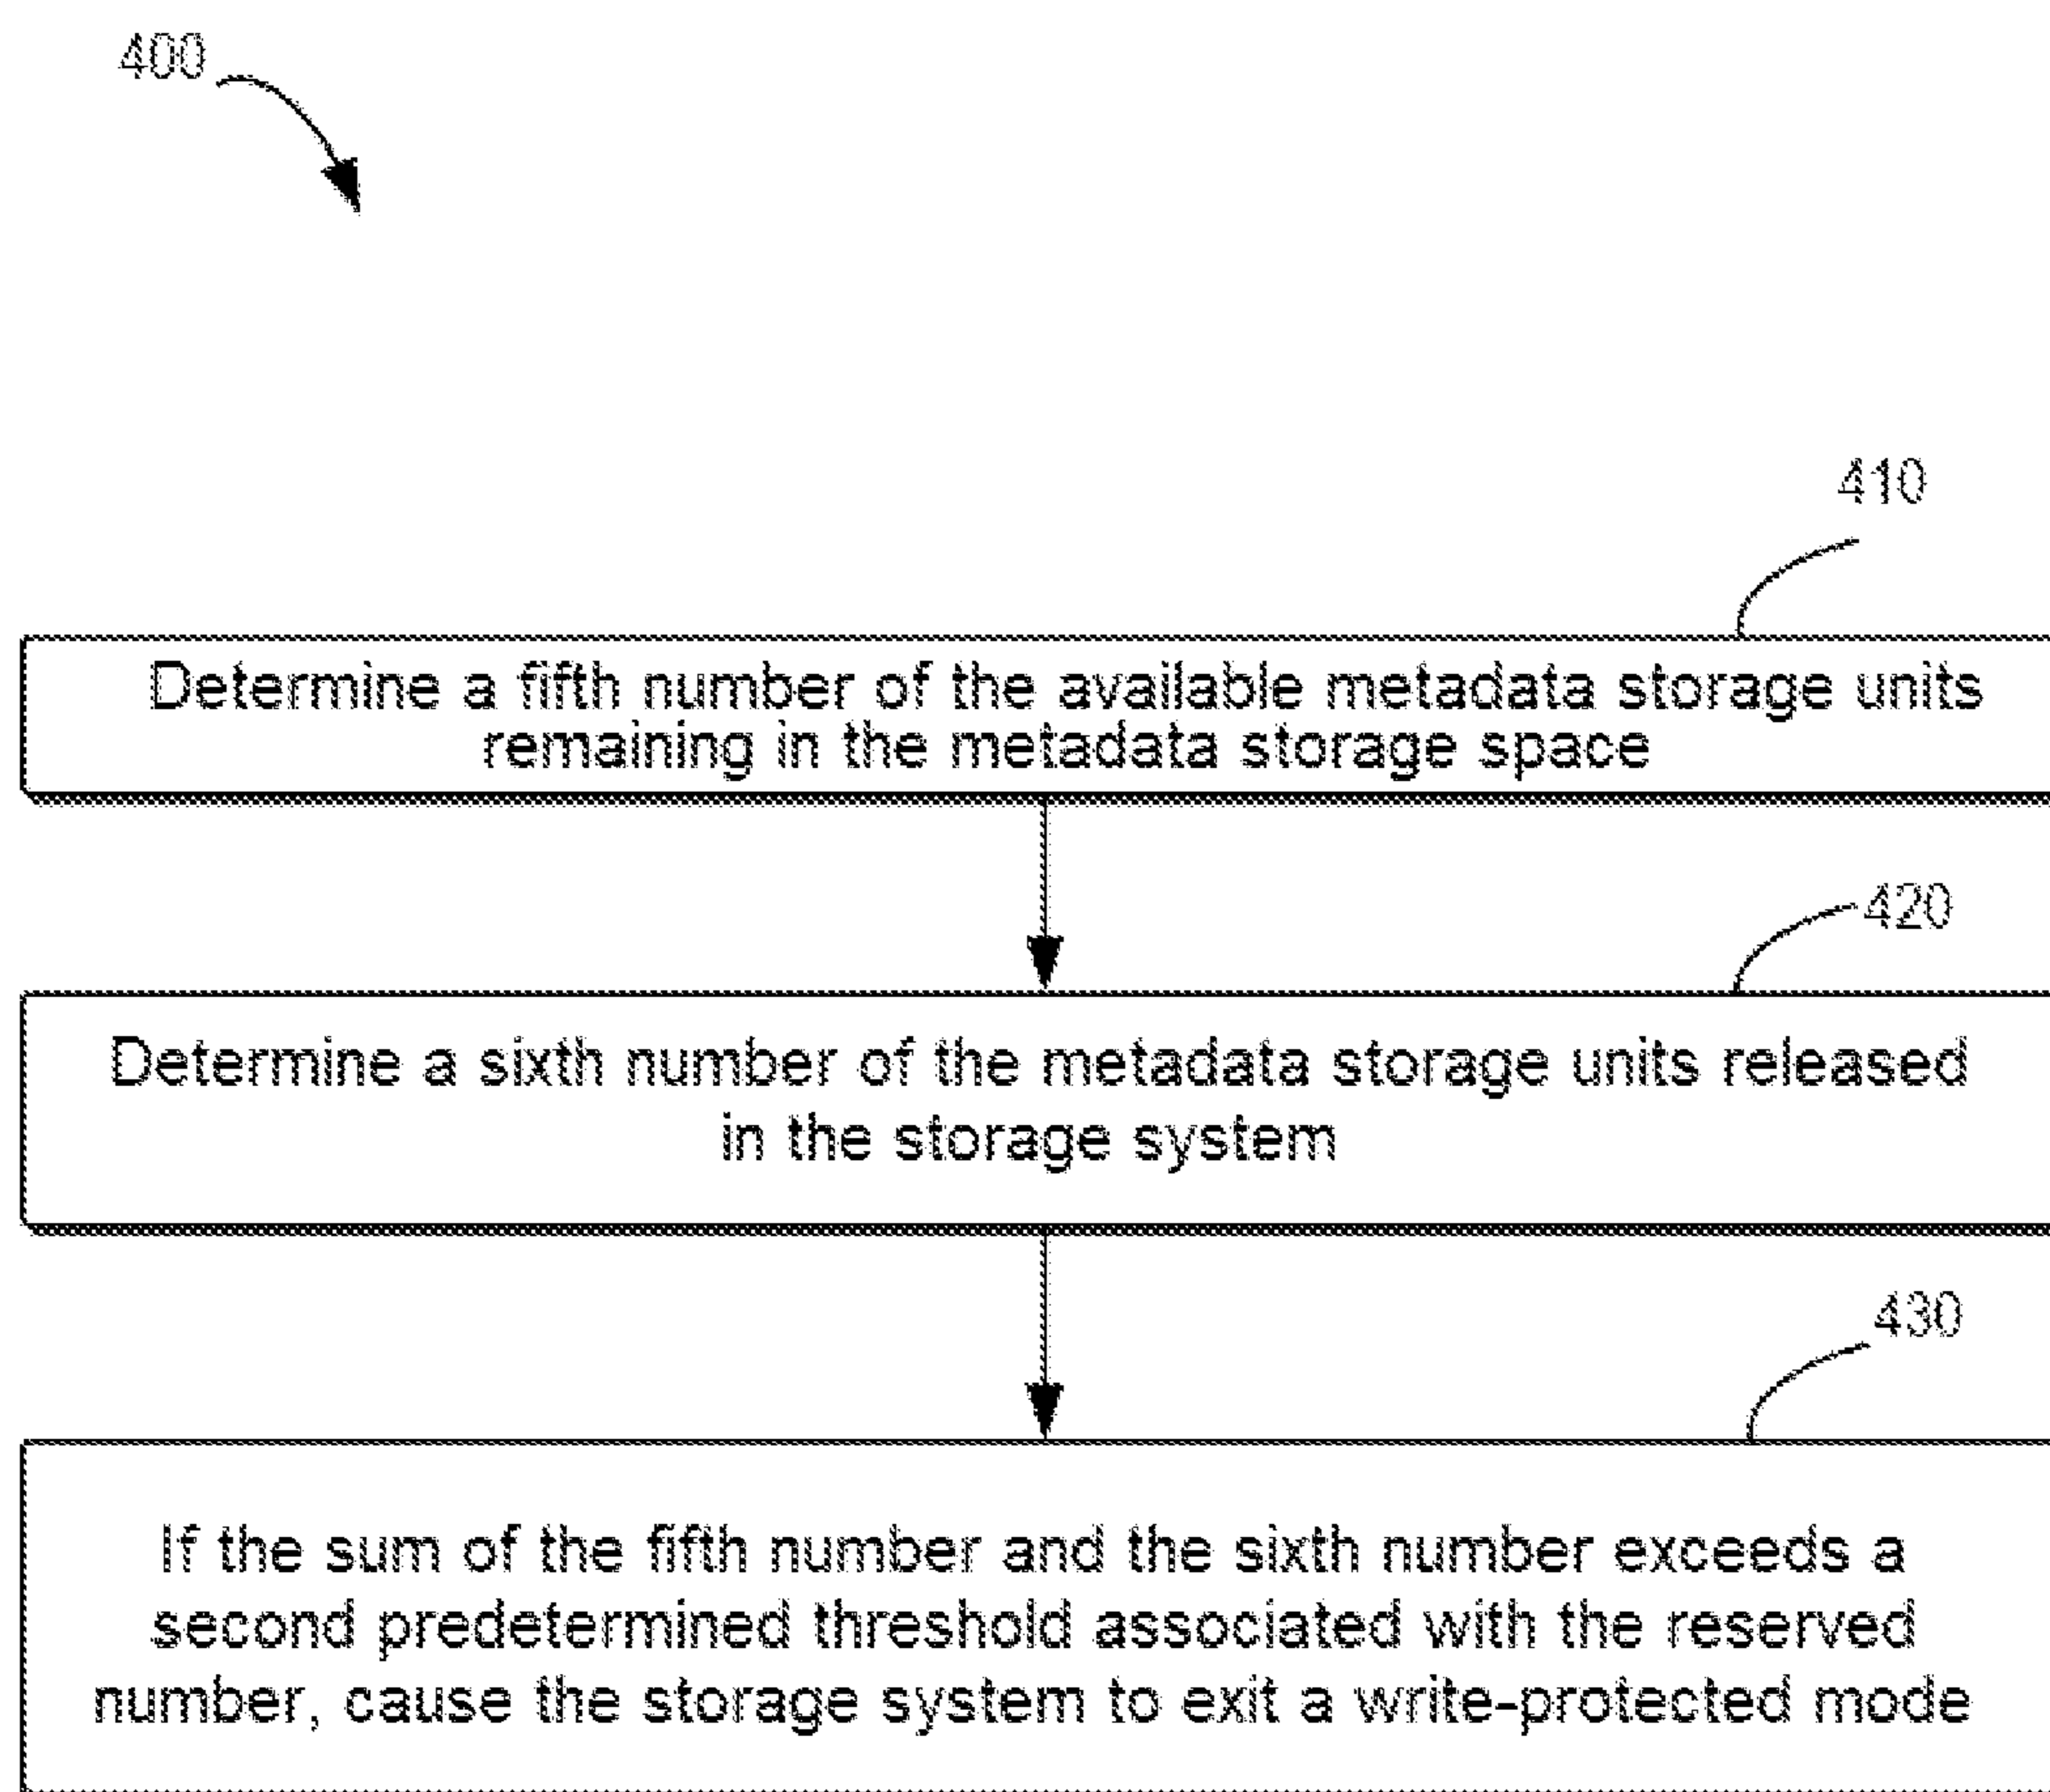 400
410
Determine a fifth number of the available metadata storage units
remaining in the metadata storage space
420
Determine a sixth number of the metadata storage units released
in the storage system
430
If the sum of the fifth number and the sixth number exceeds a
second predetermined threshold associated with the reserved
number, cause the storage system to exit a write-protected mode